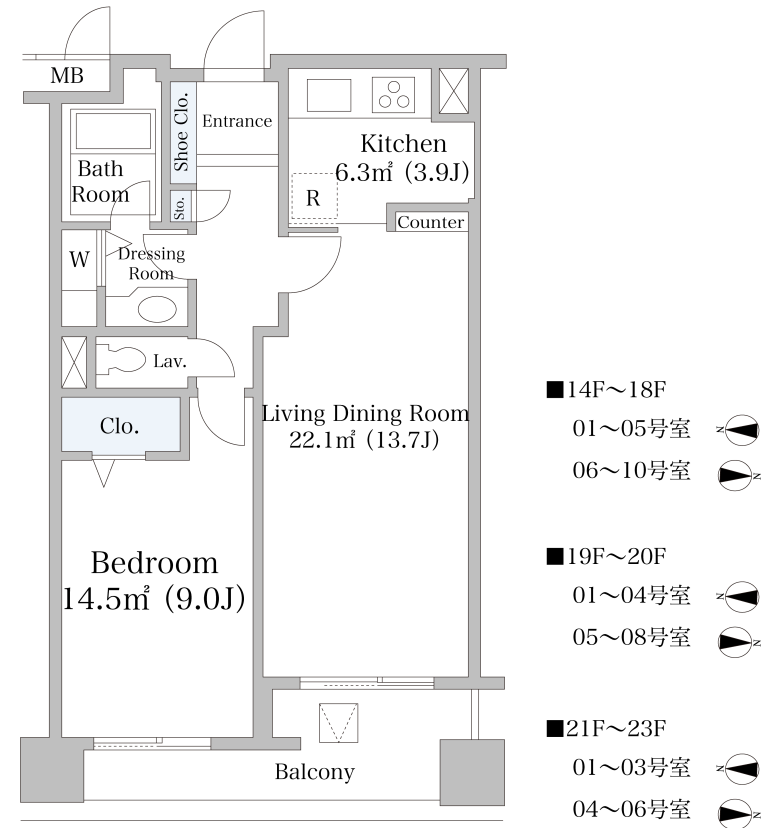 MB
Shoe Clo.
Entrance
Kitchen
6.3㎡ (3.9J)
Bath
Room
R
Sto.
Counter
W
Dressing
Room
Lav.
Clo.
Living Dining Room
22.1㎡ (13.7J)
Bedroom
14.5㎡ (9.0J)
Balcony
■14F～18F
01～05号室 N
06～10号室 N
■19F～20F
01～04号室 N
05～08号室 N
■21F～23F
01～03号室 N
04～06号室 N